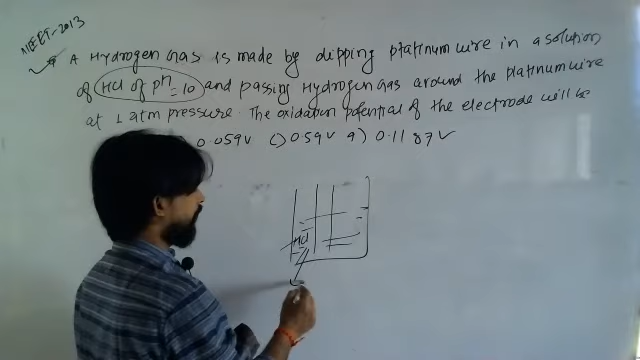 NEET-2013
A Hydrogen Gas is made by dipping platinum wire in a solution
of HCl of pH = 10 and passing Hydrogen gas around the platinum wire
at 1 atm pressure. The oxidation potential of the electrode will be
0.059V C) 0.59V d) 0.1187V
HCl